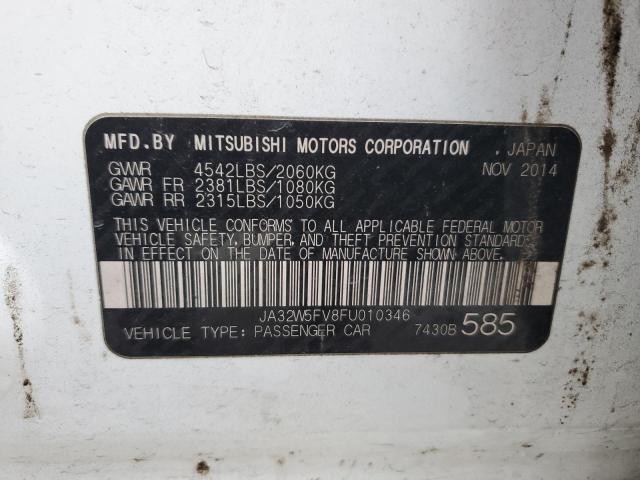 MFD.BY MITSUBISHI MOTORS CORPORATION , JAPAN
GVWR 4542LBS/2060KG NOV 2014
GAWR FR 2381LBS/1080KG
GAWR RR 2315LBS/1050KG
THIS VEHICLE CONFORMS TO ALL APPLICABLE FEDERAL MOTOR
VEHICLE SAFETY, BUMPER, AND THEFT PREVENTION STANDARDS
IN EFFECT ON THE DATE OF MANUFACTURE SHOWN ABOVE.
JA32W5FV8FU010346
VEHICLE TYPE: PASSENGER CAR 7430B 585